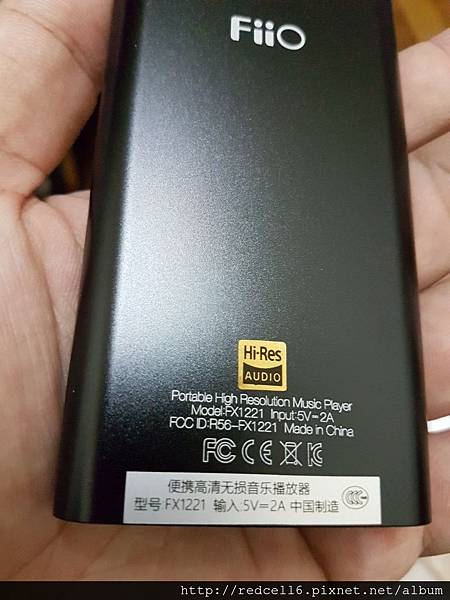 FiiO
Hi-Res
AUDIO
Portable High Resolution Music Player
Model:FX1221 Input:5V⎓2A
FCC ID:R56-FX1221 Made in China
FC CE
便携高清无损音乐播放器
型号:FX1221 输入:5V⎓2A 中国制造
http://redcell6.pixnet.net/album